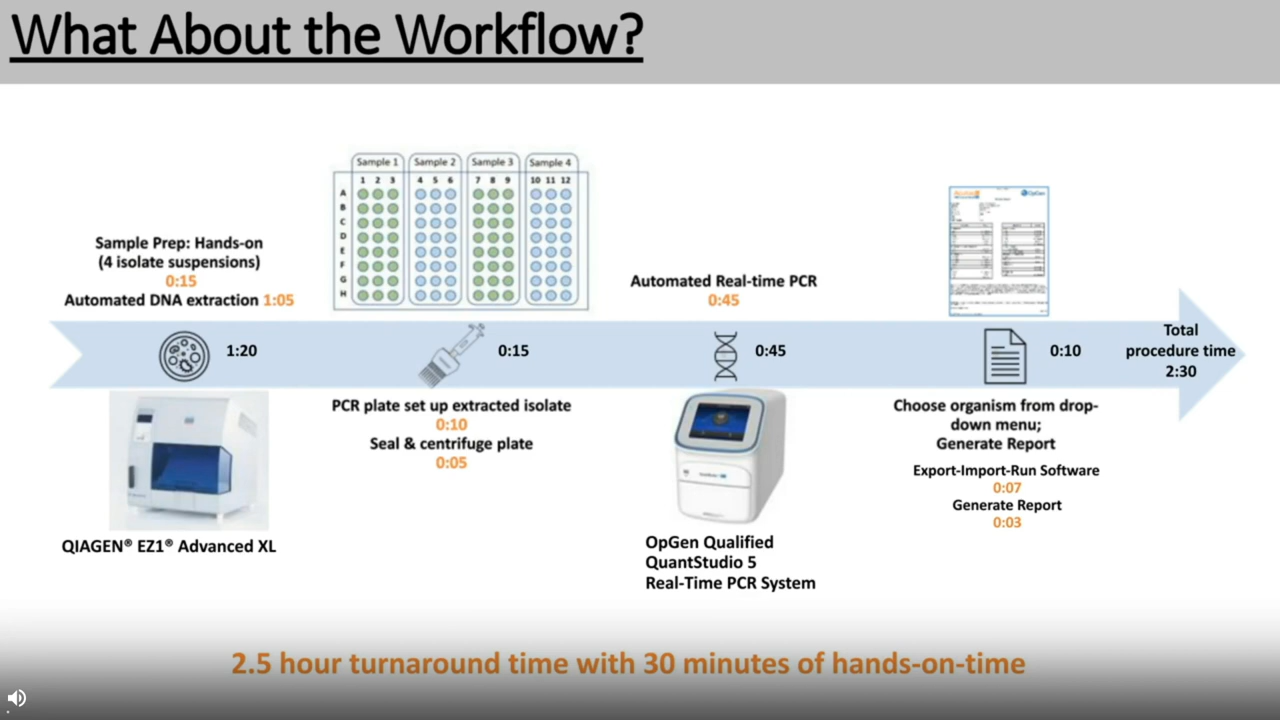 What About the Workflow?
Sample 1 Sample 2 Sample 3 Sample 4
1 2 3 4 5 6 7 8 9 10 11 12
A
B
C
D
E
F
G
H
Sample Prep: Hands-on
(4 isolate suspensions)
0:15
Automated DNA extraction 1:05
Automated Real-time PCR
0:45
OpGen
1:20
0:15
0:45
0:10
Total
procedure time
2:30
PCR plate set up extracted isolate
0:10
Seal & centrifuge plate
0:05
Choose organism from drop-
down menu;
Generate Report
Export-Import-Run Software
0:07
Generate Report
0:03
QIAGEN® EZ1® Advanced XL
OpGen Qualified
QuantStudio 5
Real-Time PCR System
2.5 hour turnaround time with 30 minutes of hands-on-time